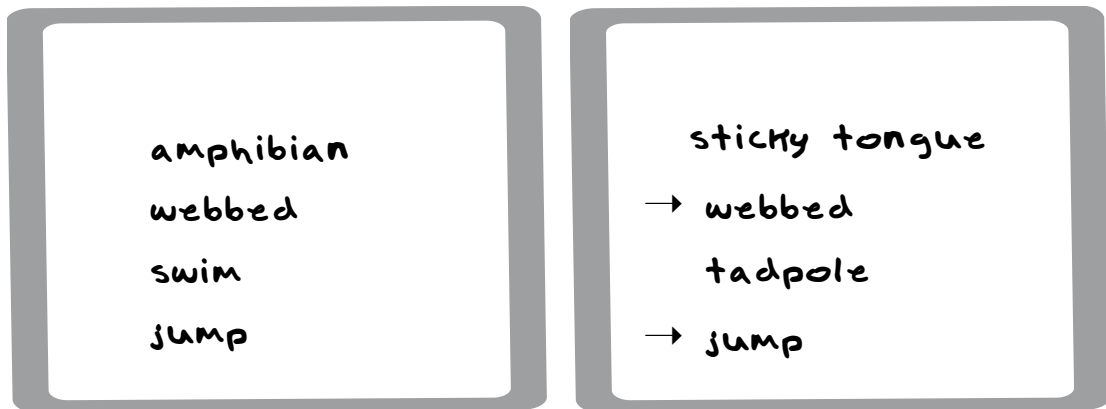 amphibian
webbed
swim
jump
sticky tongue
→ webbed
tadpole
→ jump